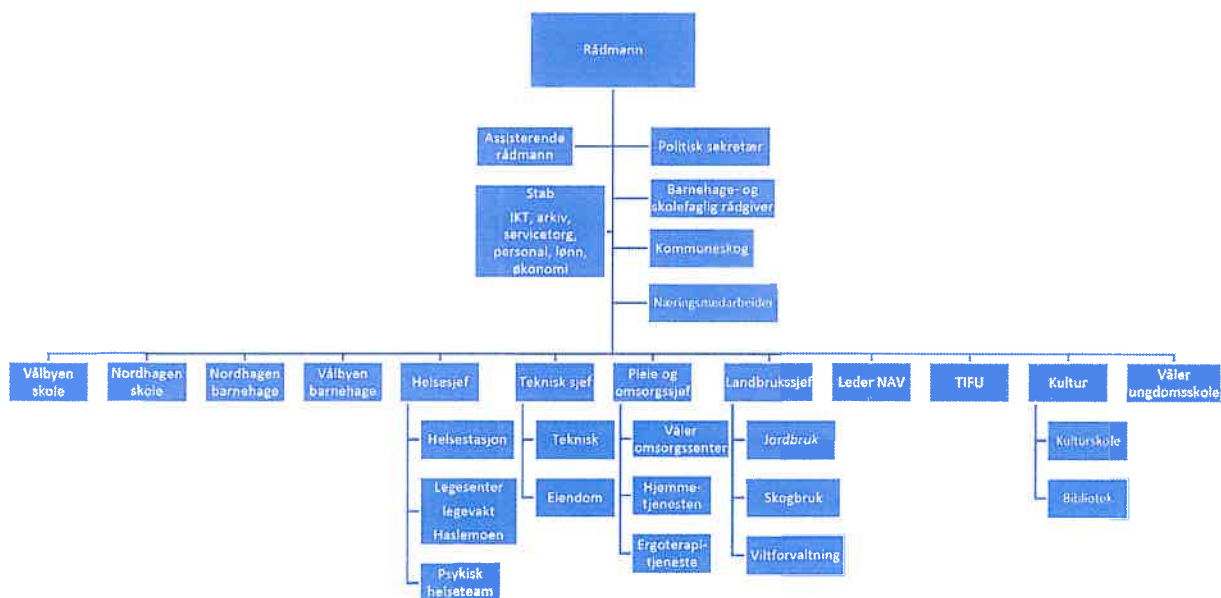 Rådmann
Assisterende
rådmann
Politisk sekretær
Stab
IKT, arkiv,
servicetorg,
personal, lønn,
økonomi
Barnehage- og
skolefaglig rådgiver
Kommuneskog
Næringsmedarbeider
Vålbyen
skole
Nordhagen
skole
Nordhagen
barnehage
Vålbyen
barnehage
Helsesjef
Teknisk sjef
Pleie og
omsorgssjef
Landbrukssjef
Leder NAV
TIFU
Kultur
Våler
ungdomsskole
Helsestasjon
Legesenter
legevakt
Haslemoen
Psykisk
helseteam
Teknisk
Eiendom
Våler
omsorgssenter
Hjemme-
tjenesten
Ergoterapi-
tjeneste
Jordbruk
Skogbruk
Viltforvaltning
Kulturskole
Bibliotek